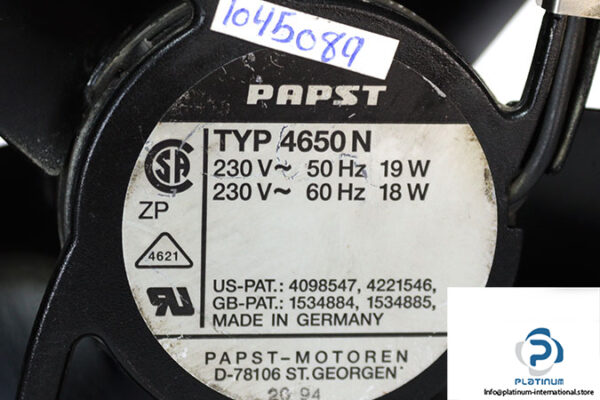 1045089
PAPST
TYP 4650 N
230 V~ 50 Hz 19 W
230 V~ 60 Hz 18 W
SA
ZP
4621
US-PAT.: 4098547, 4221546,
GB-PAT.: 1534884, 1534885,
MADE IN GERMANY
PAPST-MOTOREN
D-78106 ST. GEORGEN
20 94
PLATINUM
Info@platinum-international.store